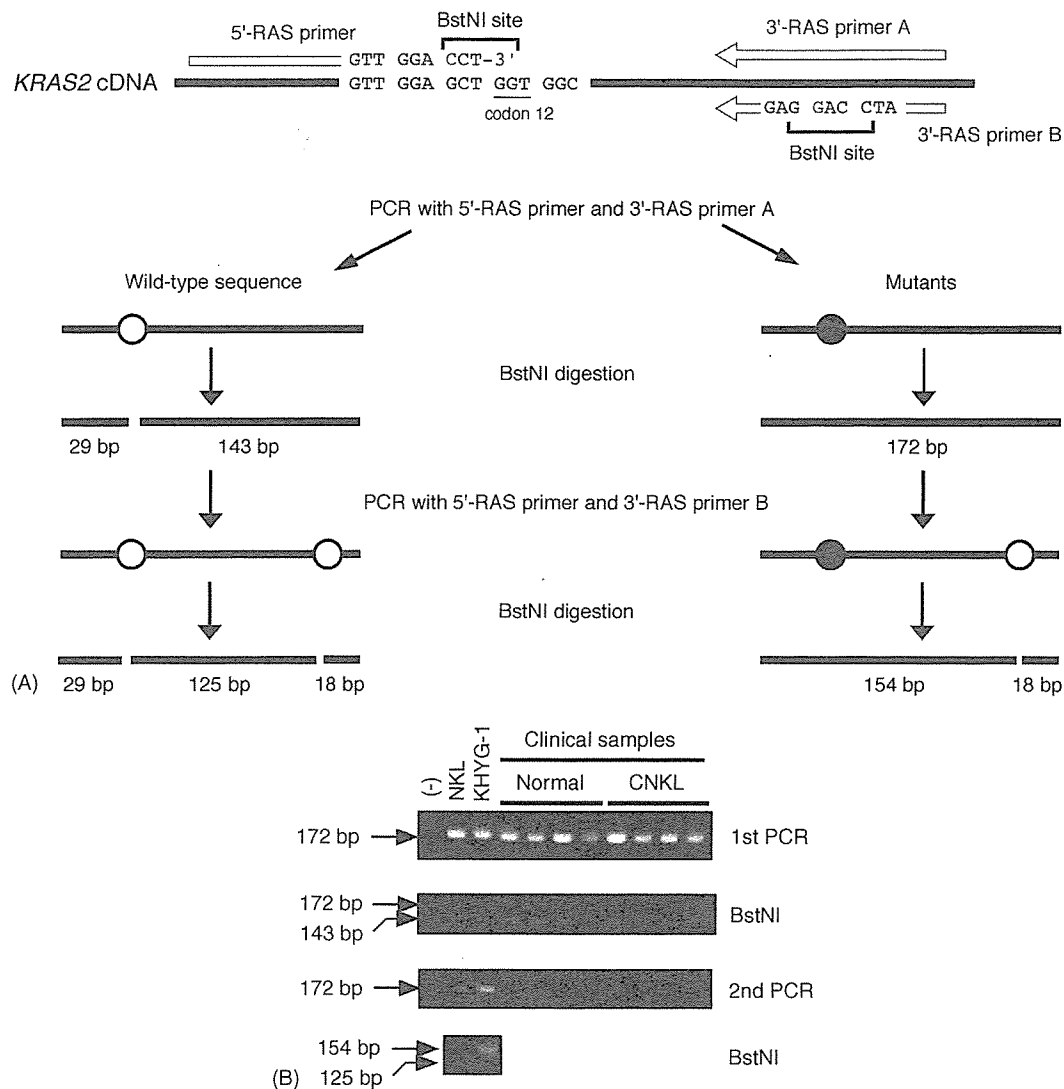 BstNI site
5'-RAS primer
3'-RAS primer A
GTT GGA CCT-3'
KRAS2 cDNA
GTT GGA GCT GGT GGC
codon 12
GAG GAC CTA
3'-RAS primer B
BstNI site
PCR with 5'-RAS primer and 3'-RAS primer A
Wild-type sequence
Mutants
BstNI digestion
29 bp
143 bp
172 bp
PCR with 5'-RAS primer and 3'-RAS primer B
BstNI digestion
(A)
29 bp
125 bp
18 bp
154 bp
18 bp
Clinical samples
(-)
NKL
KHYG-1
Normal
CNKL
172 bp
1st PCR
172 bp
143 bp
BstNI
172 bp
2nd PCR
154 bp
125 bp
BstNI
(B)